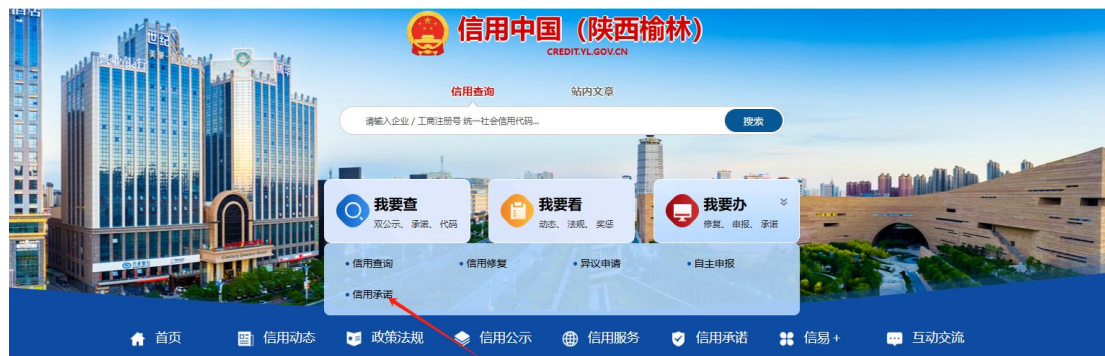 信用中国（陕西榆林）
CREDIT.YL.GOV.CN
信用查询 站内文章
请输入企业 / 工商注册号 统一社会信用代码... 搜索
我要查 我要看 我要办
双公示、承诺、代码 动态、法规、奖惩 修复、申报、承诺
•信用查询 •信用修复 •异议申请 •自主申报
•信用承诺
首页 信用动态 政策法规 信用公示 信用服务 信用承诺 信易+ 互动交流